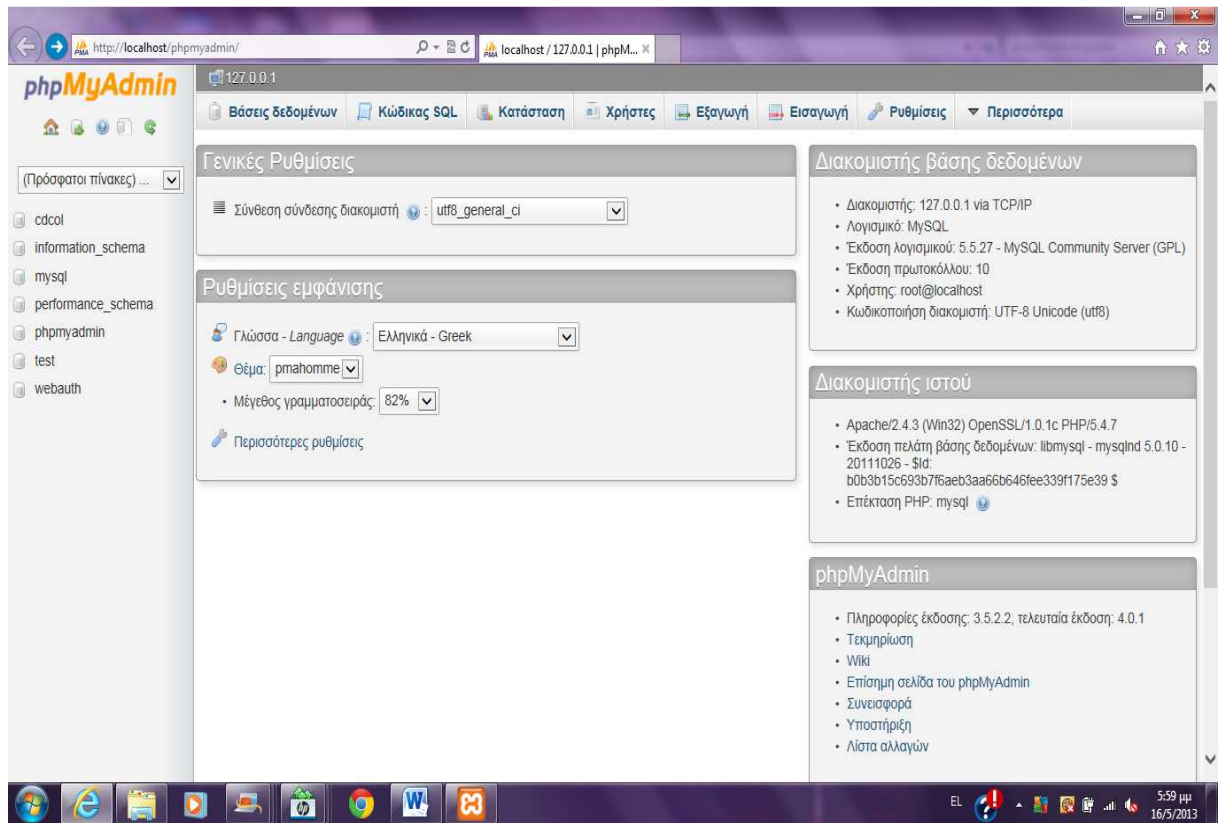 http://localhost/phpmyadmin/
localhost / 127.0.0.1 | phpM...
phpMyAdmin
(Πρόσφατοι πίνακες) ...
cdcol
information_schema
mysql
performance_schema
phpmyadmin
test
webauth
127.0.0.1
Βάσεις δεδομένων Κώδικας SQL Κατάσταση Χρήστες Εξαγωγή Εισαγωγή Ρυθμίσεις Περισσότερα
Γενικές Ρυθμίσεις
Σύνθεση σύνδεσης διακομιστή : utf8_general_ci
Ρυθμίσεις εμφάνισης
Γλώσσα - Language : Ελληνικά - Greek
Θέμα: pmahomme
• Μέγεθος γραμματοσειράς: 82%
Περισσότερες ρυθμίσεις
Διακομιστής βάσης δεδομένων
• Διακομιστής: 127.0.0.1 via TCP/IP
• Λογισμικό: MySQL
• Έκδοση λογισμικού: 5.5.27 - MySQL Community Server (GPL)
• Έκδοση πρωτοκόλλου: 10
• Χρήστης: root@localhost
• Κωδικοποίηση διακομιστή: UTF-8 Unicode (utf8)
Διακομιστής ιστού
• Apache/2.4.3 (Win32) OpenSSL/1.0.1c PHP/5.4.7
• Έκδοση πελάτη βάσης δεδομένων: libmysql - mysqlnd 5.0.10 -
20111026 - $Id:
b0b3b15c693b7f6aeb3aa66b646fee339f175e39 $
• Επέκταση PHP: mysql
phpMyAdmin
• Πληροφορίες έκδοσης: 3.5.2.2, τελευταία έκδοση: 4.0.1
• Τεκμηρίωση
• Wiki
• Επίσημη σελίδα του phpMyAdmin
• Συνεισφορά
• Υποστήριξη
• Λίστα αλλαγών
EL
5:59 μμ
16/5/2013